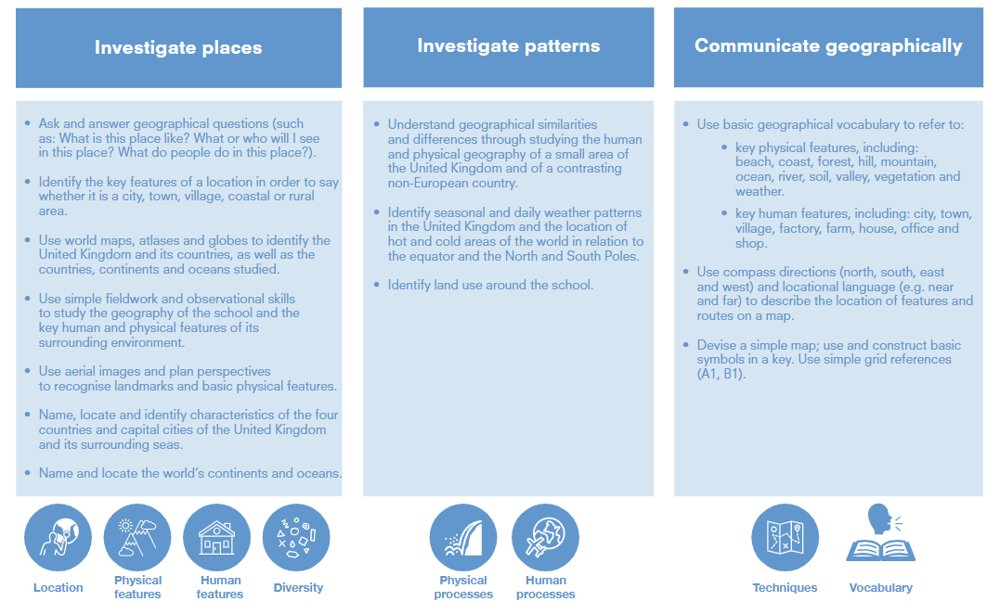 Investigate places
• Ask and answer geographical questions (such
as: What is this place like? What or who will I see
in this place? What do people do in this place?).
• Identify the key features of a location in order to say
whether it is a city, town, village, coastal or rural
area.
• Use world maps, atlases and globes to identify the
United Kingdom and its countries, as well as the
countries, continents and oceans studied.
• Use simple fieldwork and observational skills
to study the geography of the school and the
key human and physical features of its
surrounding environment.
• Use aerial images and plan perspectives
to recognise landmarks and basic physical features.
• Name, locate and identify characteristics of the four
countries and capital cities of the United Kingdom
and its surrounding seas.
• Name and locate the world's continents and oceans.
Location
Physical
features
Human
features
Diversity
Investigate patterns
• Understand geographical similarities
and differences through studying the human
and physical geography of a small area of
the United Kingdom and of a contrasting
non-European country.
• Identify seasonal and daily weather patterns
in the United Kingdom and the location of
hot and cold areas of the world in relation to
the equator and the North and South Poles.
• Identify land use around the school.
Physical
processes
Human
processes
Communicate geographically
• Use basic geographical vocabulary to refer to:
• key physical features, including:
beach, coast, forest, hill, mountain,
ocean, river, soil, valley, vegetation and
weather.
• key human features, including: city, town,
village, factory, farm, house, office and
shop.
• Use compass directions (north, south, east
and west) and locational language (e.g. near
and far) to describe the location of features and
routes on a map.
• Devise a simple map; use and construct basic
symbols in a key. Use simple grid references
(A1, B1).
Techniques
Vocabulary